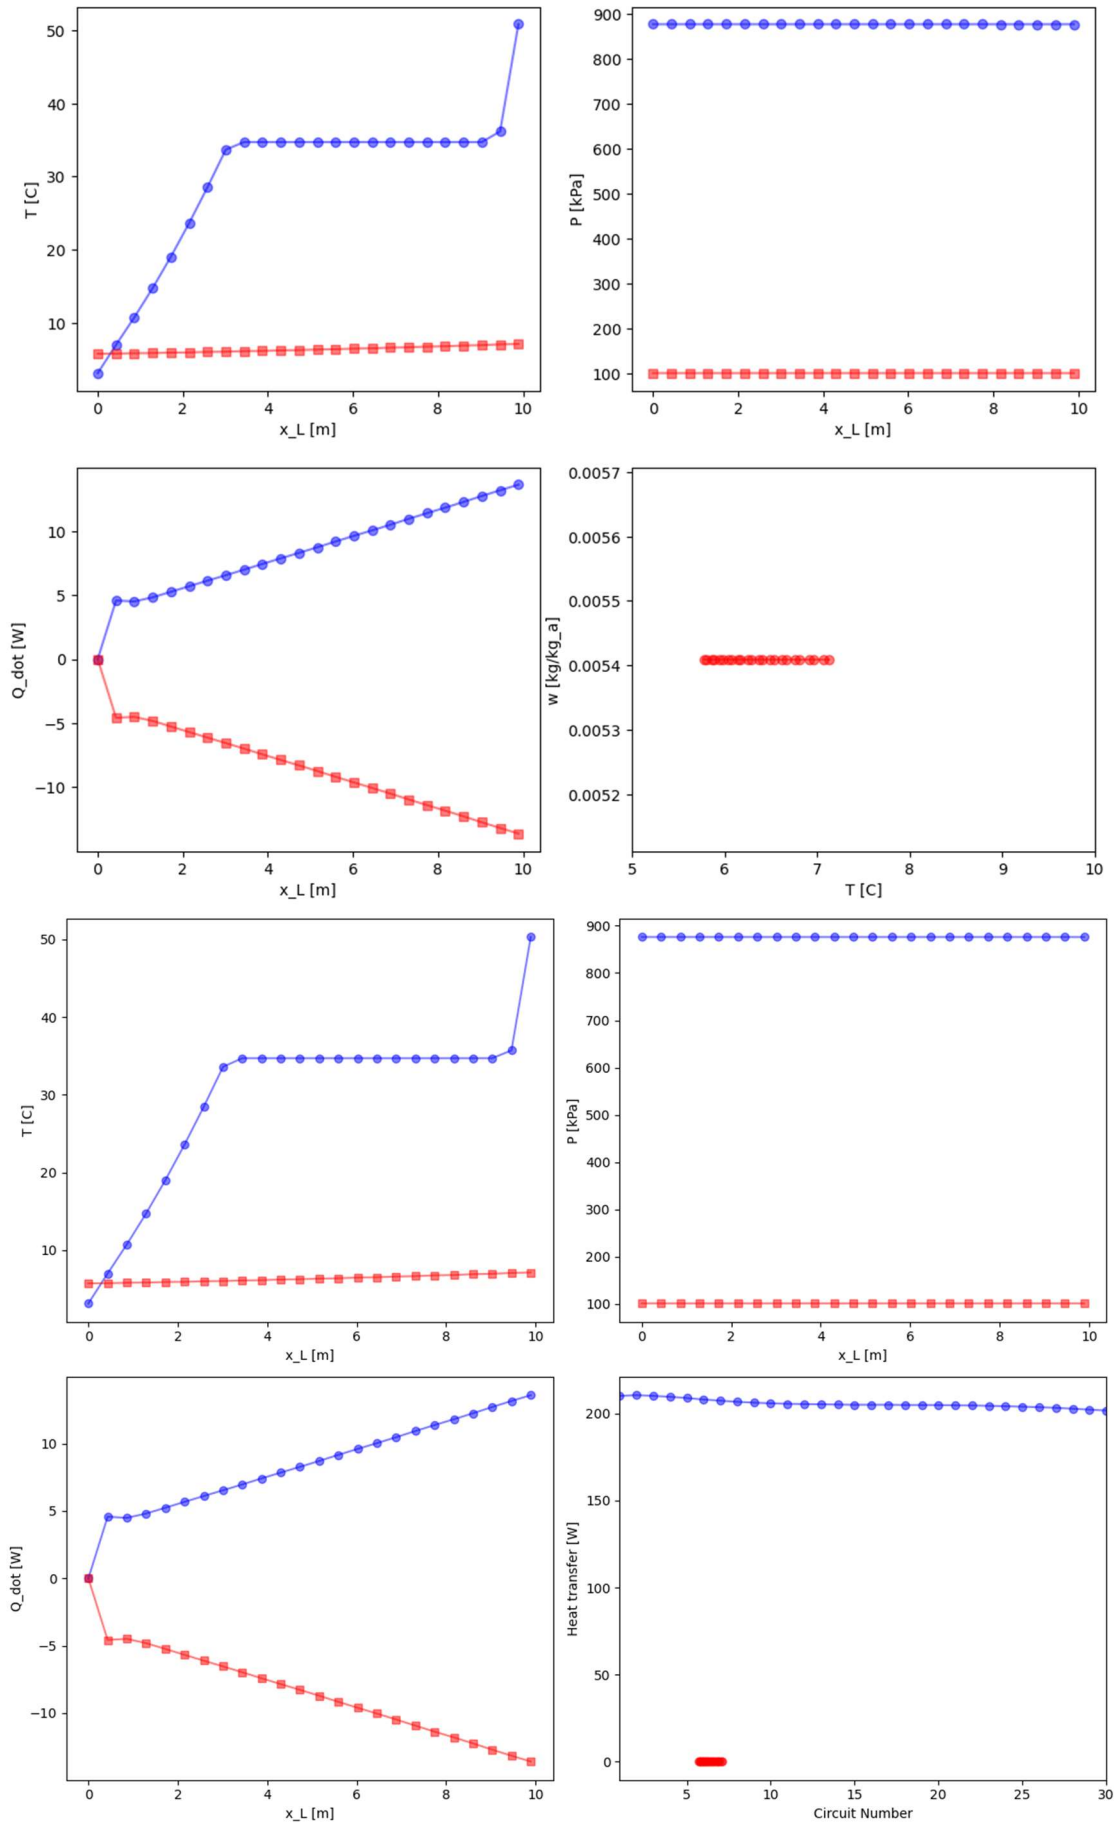 50
40
30
20
10
T [C]
0 2 4 6 8 10
x_L [m]
900
800
700
600
500
400
300
200
100
P [kPa]
0 2 4 6 8 10
x_L [m]
10
5
0
−5
−10
Q_dot [W]
0 2 4 6 8 10
x_L [m]
0.0057
0.0056
0.0055
0.0054
0.0053
0.0052
w [kg/kg_a]
5 6 7 8 9 10
T [C]
50
40
30
20
10
T [C]
0 2 4 6 8 10
x_L [m]
900
800
700
600
500
400
300
200
100
P [kPa]
0 2 4 6 8 10
x_L [m]
10
5
0
−5
−10
Q_dot [W]
0 2 4 6 8 10
x_L [m]
200
150
100
50
0
Heat transfer [W]
5 10 15 20 25 30
Circuit Number